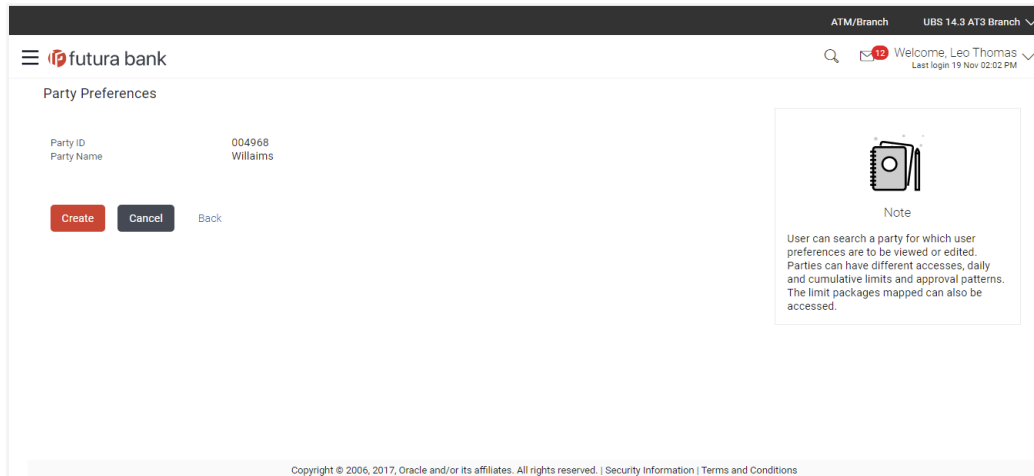 ATM/Branch UBS 14.3 AT3 Branch
futura bank
12
Welcome, Leo Thomas
Last login 19 Nov 02:02 PM
Party Preferences
Party ID 004968
Party Name Willaims
Create Cancel Back
Note
User can search a party for which user
preferences are to be viewed or edited.
Parties can have different accesses, daily
and cumulative limits and approval patterns.
The limit packages mapped can also be
accessed.
Copyright © 2006, 2017, Oracle and/or its affiliates. All rights reserved. | Security Information | Terms and Conditions